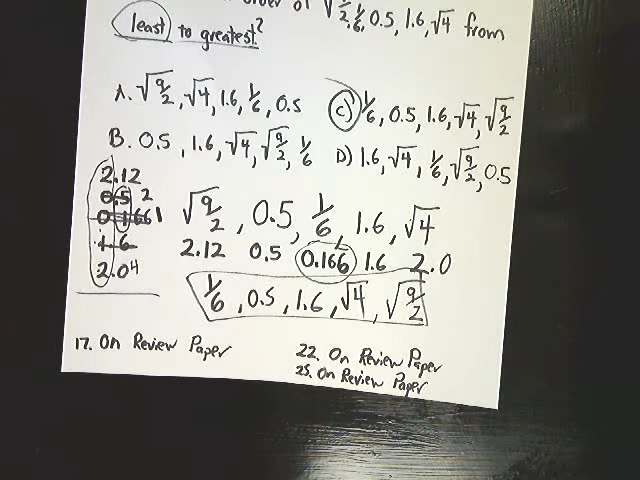 order of √9/2, 1/6, 0.5, 1.6, √4 from
least to greatest?
A. √9/2, √4, 1.6, 1/6, 0.5
C) 1/6, 0.5, 1.6, √4, √9/2
B. 0.5, 1.6, √4, √9/2, 1/6
D) 1.6, √4, 1/6, √9/2, 0.5
2.12
0.5 2
0.166 1
1.6
2.0 4
√9/2, 0.5, 1/6, 1.6, √4
2.12 0.5 0.166 1.6 2.0
1/6, 0.5, 1.6, √4, √9/2
17. On Review Paper
22. On Review Paper
25. On Review Paper